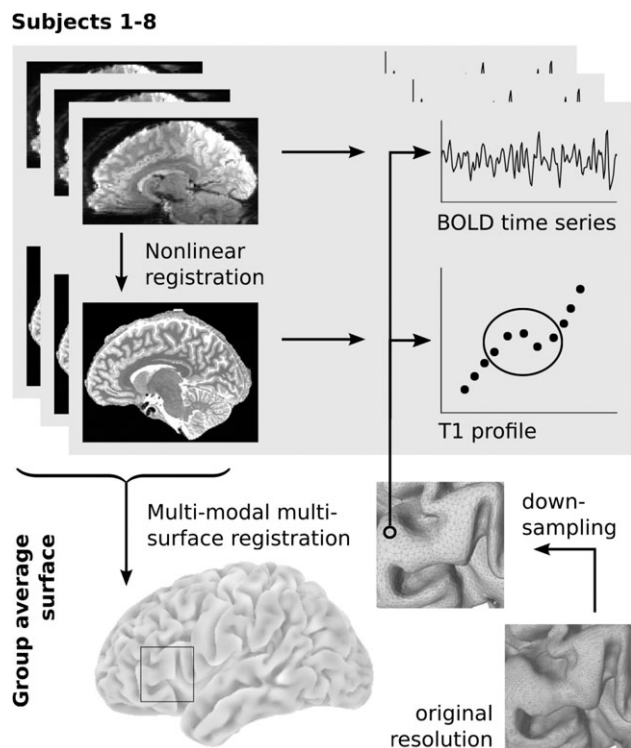 Subjects 1-8
BOLD time series
Nonlinear
registration
T1 profile
Multi-modal multi-
surface registration
down-
sampling
Group average
surface
original
resolution